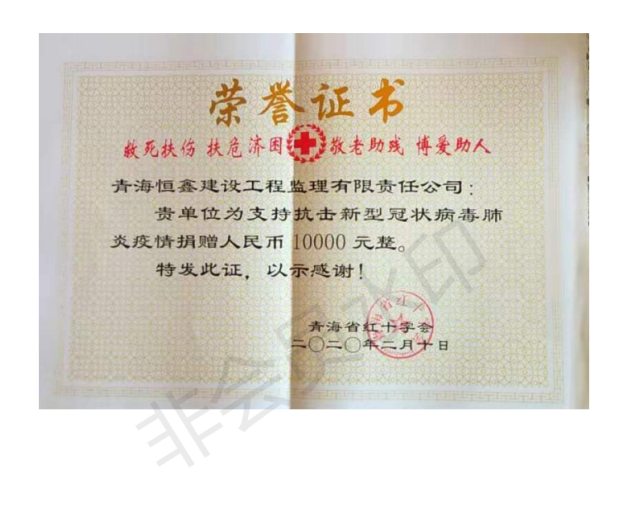 荣誉证书
救死扶伤 扶危济困 敬老助残 博爱助人
青海恒鑫建设工程监理有限责任公司:
贵单位为支持抗击新型冠状病毒肺
炎疫情捐赠人民币10000元整。
特发此证,以示感谢!
青海省红十字会
二〇二〇年二月十日
非会员水印